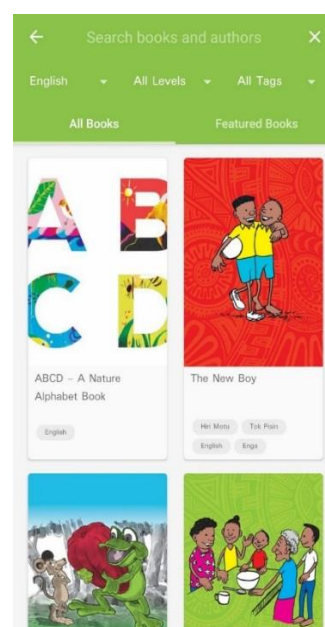 Search books and authors
English All Levels All Tags
All Books Featured Books
A B
C D
ABCD - A Nature
Alphabet Book
English
The New Boy
Hiri Motu Tok Pisin
English Enga